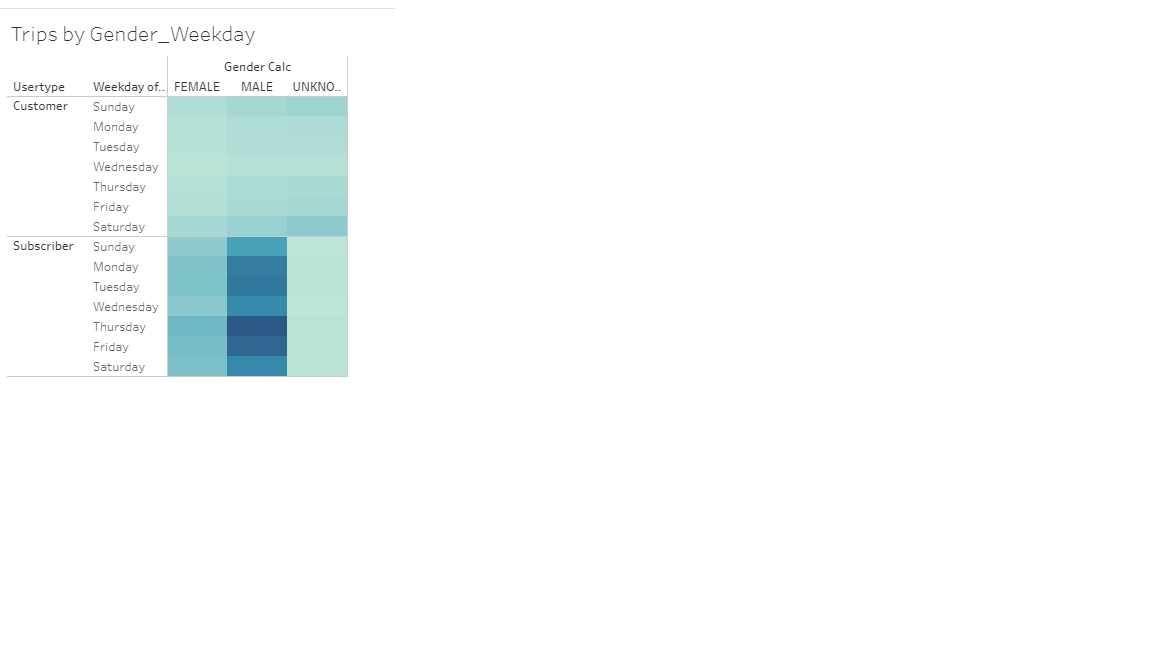 Trips by Gender_Weekday
Gender Calc
Usertype Weekday of.. FEMALE MALE UNKNO..
Customer Sunday
Monday
Tuesday
Wednesday
Thursday
Friday
Saturday
Subscriber Sunday
Monday
Tuesday
Wednesday
Thursday
Friday
Saturday